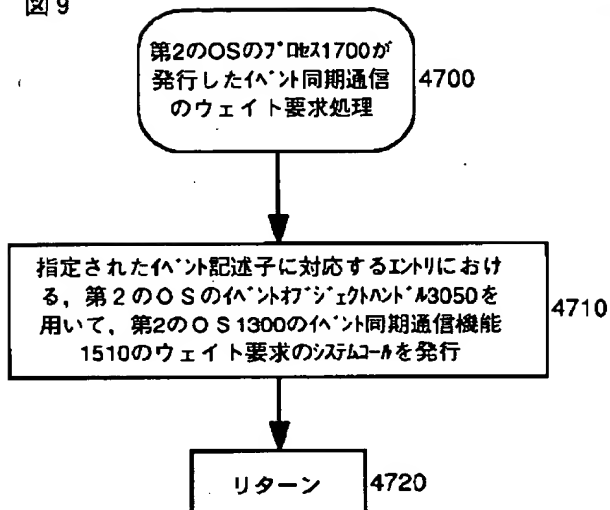 図9
第2のOSのプロセス1700が
発行したイベント同期通信
のウェイト要求処理
4700
指定されたイベント記述子に対応するエントリにおけ
る，第２のＯＳのイベントオブジェクトハンドル3050を
用いて，第2のＯＳ1300のイベント同期通信機能
1510のウェイト要求のシステムコールを発行
4710
リターン
4720